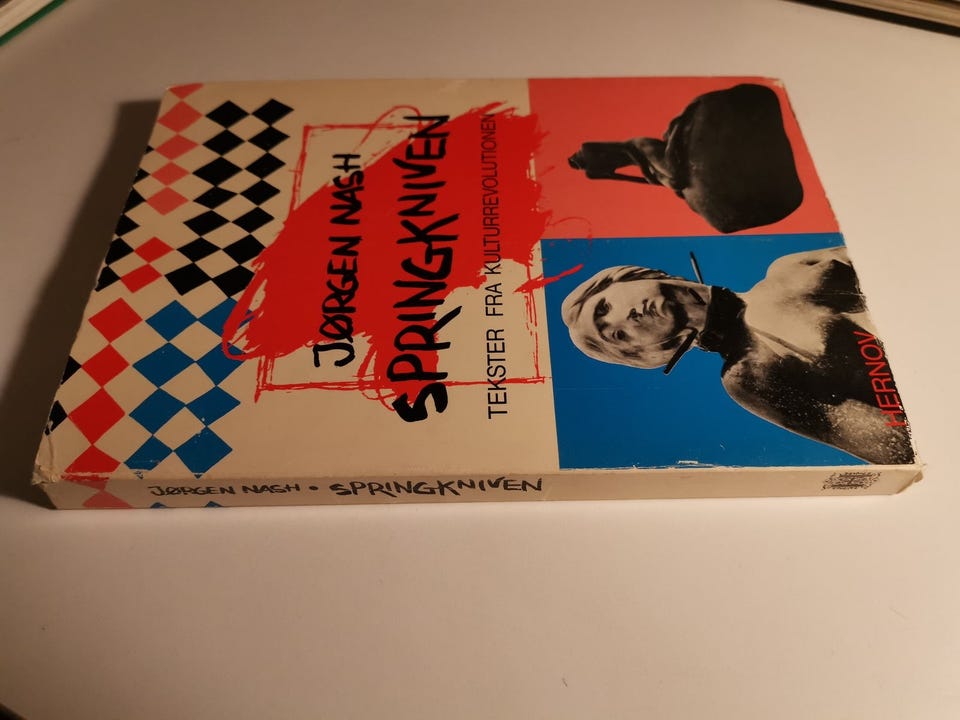 JØRGEN NASH
SPRINGKNIVEN
TEKSTER FRA KULTURREVOLUTIONEN
HERNOV
JØRGEN NASH • SPRINGKNIVEN